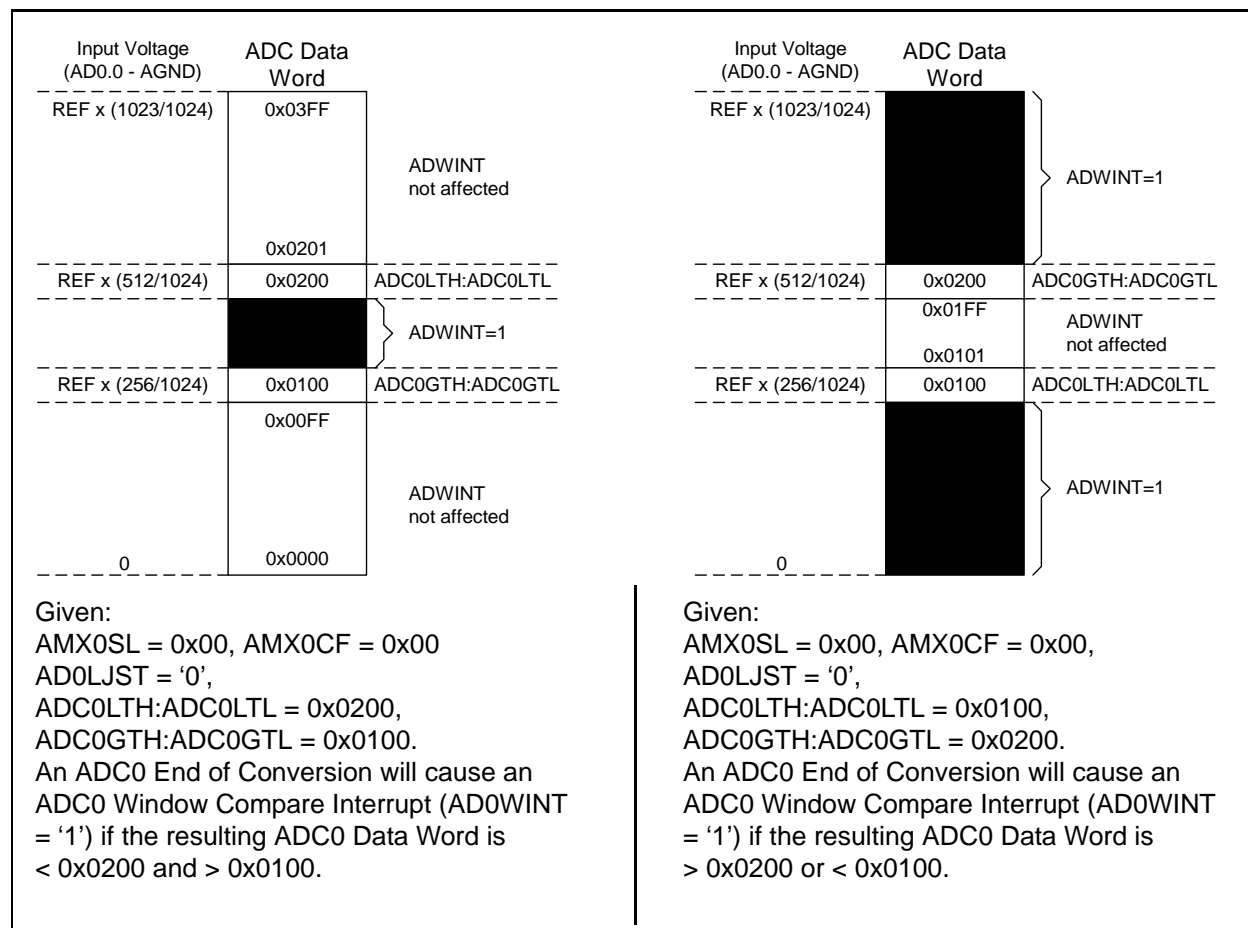 Input Voltage
(AD0.0 - AGND)
ADC Data
Word
REF x (1023/1024)
0x03FF
ADWINT
not affected
0x0201
REF x (512/1024)
0x0200
ADC0LTH:ADC0LTL
ADWINT=1
REF x (256/1024)
0x0100
ADC0GTH:ADC0GTL
0x00FF
ADWINT
not affected
0
0x0000
Given:
AMX0SL = 0x00, AMX0CF = 0x00
AD0LJST = ‘0’,
ADC0LTH:ADC0LTL = 0x0200,
ADC0GTH:ADC0GTL = 0x0100.
An ADC0 End of Conversion will cause an
ADC0 Window Compare Interrupt (AD0WINT
= ‘1’) if the resulting ADC0 Data Word is
< 0x0200 and > 0x0100.
Input Voltage
(AD0.0 - AGND)
ADC Data
Word
REF x (1023/1024)
ADWINT=1
REF x (512/1024)
0x0200
ADC0GTH:ADC0GTL
0x01FF
ADWINT
not affected
0x0101
REF x (256/1024)
0x0100
ADC0LTH:ADC0LTL
ADWINT=1
0
Given:
AMX0SL = 0x00, AMX0CF = 0x00,
AD0LJST = ‘0’,
ADC0LTH:ADC0LTL = 0x0100,
ADC0GTH:ADC0GTL = 0x0200.
An ADC0 End of Conversion will cause an
ADC0 Window Compare Interrupt (AD0WINT
= ‘1’) if the resulting ADC0 Data Word is
> 0x0200 or < 0x0100.